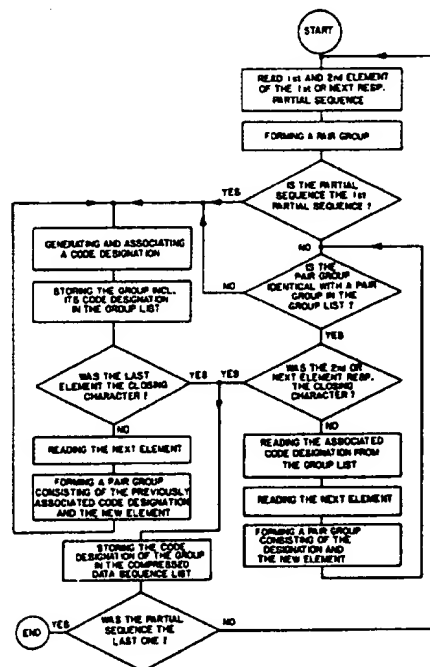 START
READ 1st AND 2nd ELEMENT
OF THE 1st OR NEXT RESP.
PARTIAL SEQUENCE
FORMING A PAIR GROUP
YES
IS THE PARTIAL
SEQUENCE THE 1st
PARTIAL SEQUENCE ?
NO
GENERATING AND ASSOCIATING
A CODE DESIGNATION
IS THE
PAIR GROUP
IDENTICAL WITH A PAIR
GROUP IN THE
GROUP LIST ?
NO
YES
STORING THE GROUP INCL.
ITS CODE DESIGNATION
IN THE GROUP LIST
WAS THE LAST
ELEMENT THE CLOSING
CHARACTER ?
YES
YES
WAS THE 2nd OR
NEXT ELEMENT RESP.
THE CLOSING
CHARACTER ?
NO
NO
READING THE NEXT ELEMENT
READING THE ASSOCIATED
CODE DESIGNATION FROM
THE GROUP LIST
FORMING A PAIR GROUP
CONSISTING OF THE PREVIOUSLY
ASSOCIATED CODE DESIGNATION
AND THE NEW ELEMENT
READING THE NEXT ELEMENT
FORMING A PAIR GROUP
CONSISTING OF THE
DESIGNATION AND
THE NEW ELEMENT
STORING THE CODE
DESIGNATION OF THE GROUP
IN THE COMPRESSED
DATA SEQUENCE LIST
END
YES
WAS THE PARTIAL
SEQUENCE THE
LAST ONE ?
NO